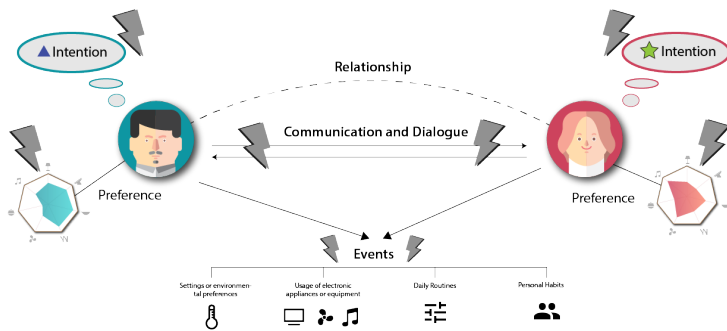 Intention
Intention
Relationship
Communication and Dialogue
Preference
Preference
Events
Settings or environmen-
tal preferences
Usage of electronic
appliances or equipment
Daily Routines
Personal Habits